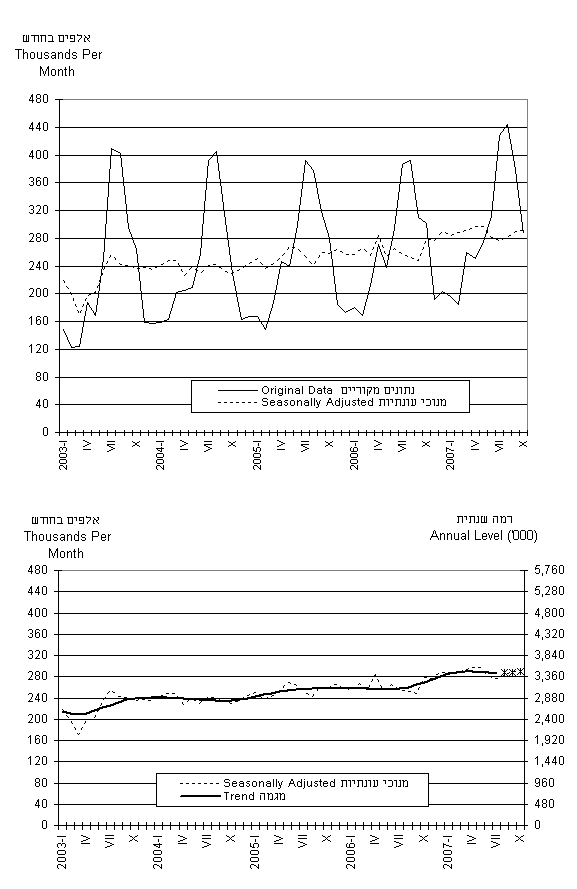 אלפים בחודש
Thousands Per
Month
480
440
400
360
320
280
240
200
160
120
80
40
0
Original Data נתונים מקוריים
Seasonally Adjusted מנוכי עונתיות
2003-I IV VII X 2004-I IV VII X 2005-I IV VII X 2006-I IV VII X 2007-I IV VII X
אלפים בחודש
Thousands Per
Month
רמה שנתית
Annual Level ('000)
480 5,760
440 5,280
400 4,800
360 4,320
320 3,840
280 3,360
240 2,880
200 2,400
160 1,920
120 1,440
80 960
40 480
0 0
Seasonally Adjusted מנוכי עונתיות
Trend מגמה
2003-I IV VII X 2004-I IV VII X 2005-I IV VII X 2006-I IV VII X 2007-I IV VII X